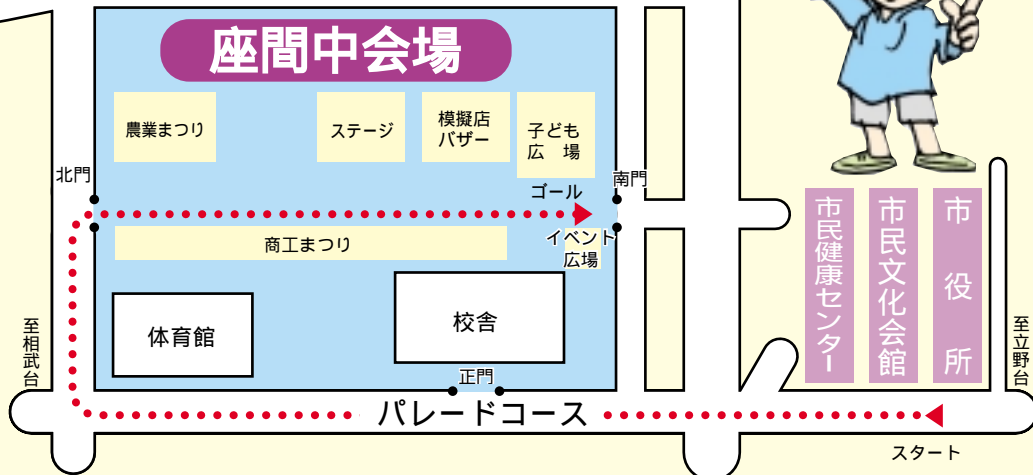 座間中会場
農業まつり
ステージ
模擬店
バザー
子ども
広 場
北門
南門
ゴール
商工まつり
イベント
広場
体育館
校舎
正門
至相武台
パレードコース
スタート
市民健康センター
市民文化会館
市役所
至立野台